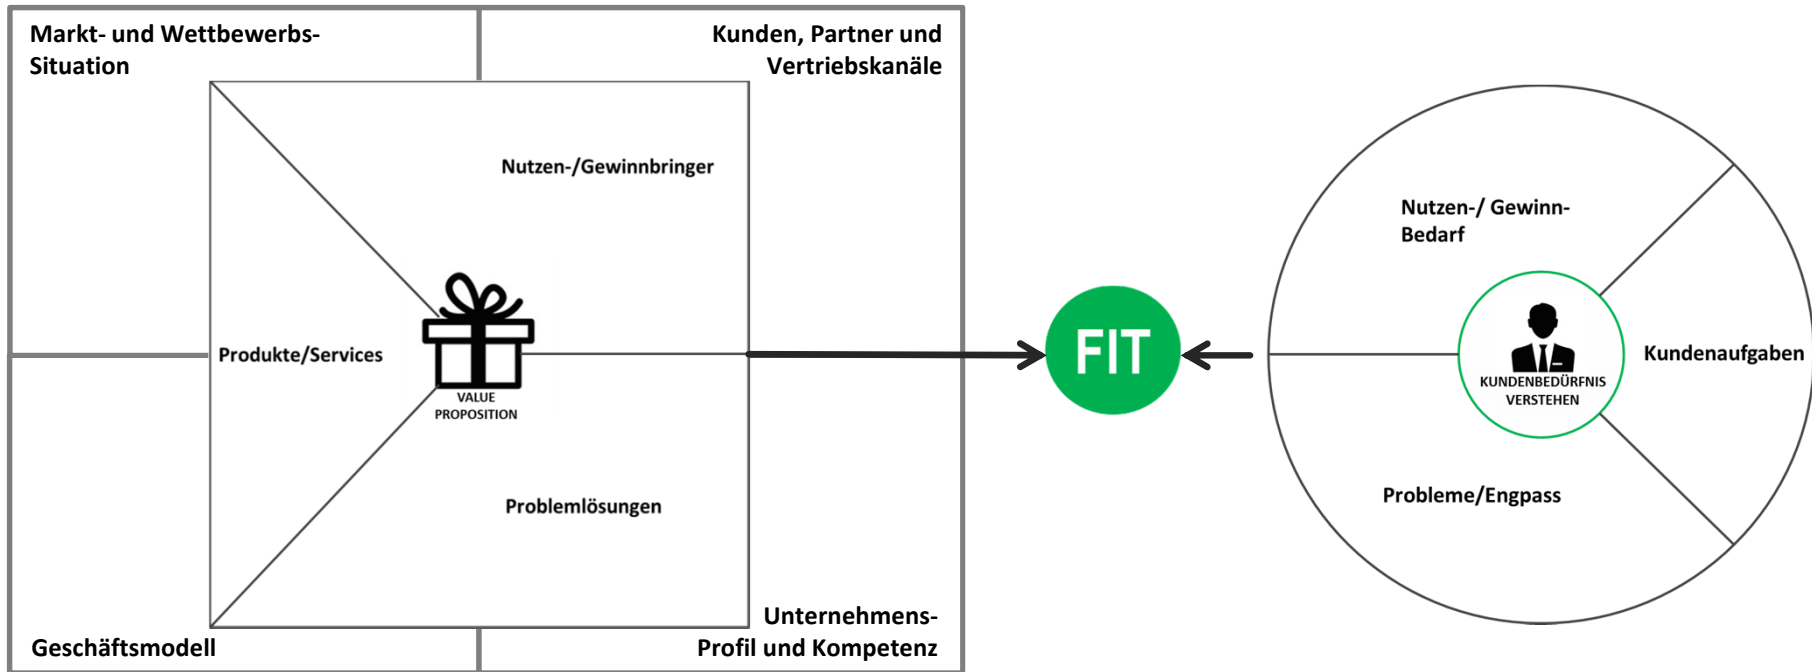 Markt- und Wettbewerbs-
Situation
Kunden, Partner und
Vertriebskanäle
Nutzen-/Gewinnbringer
Produkte/Services
VALUE
PROPOSITION
Problemlösungen
Geschäftsmodell
Unternehmens-
Profil und Kompetenz
FIT
Nutzen-/ Gewinn-
Bedarf
KUNDENBEDÜRFNIS
VERSTEHEN
Kundenaufgaben
Probleme/Engpass